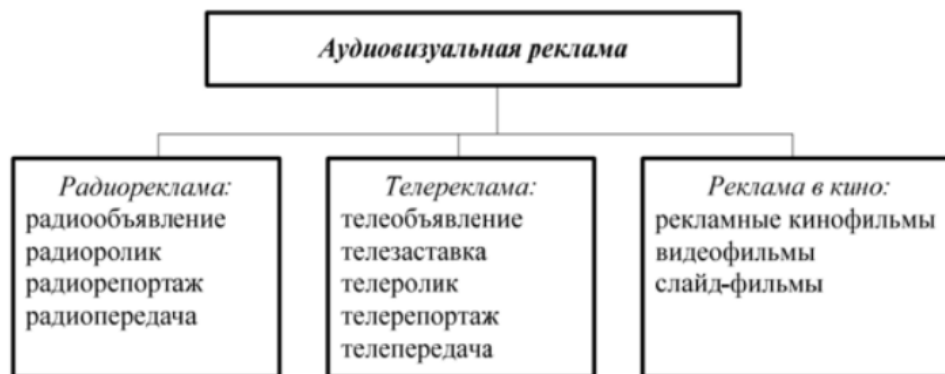 Аудиовизуальная реклама
Радиореклама:
радиообъявление
радиоролик
радиорепортаж
радиопередача
Телереклама:
телеобъявление
телезаставка
телеролик
телерепортаж
телепередача
Реклама в кино:
рекламные кинофильмы
видеофильмы
слайд-фильмы